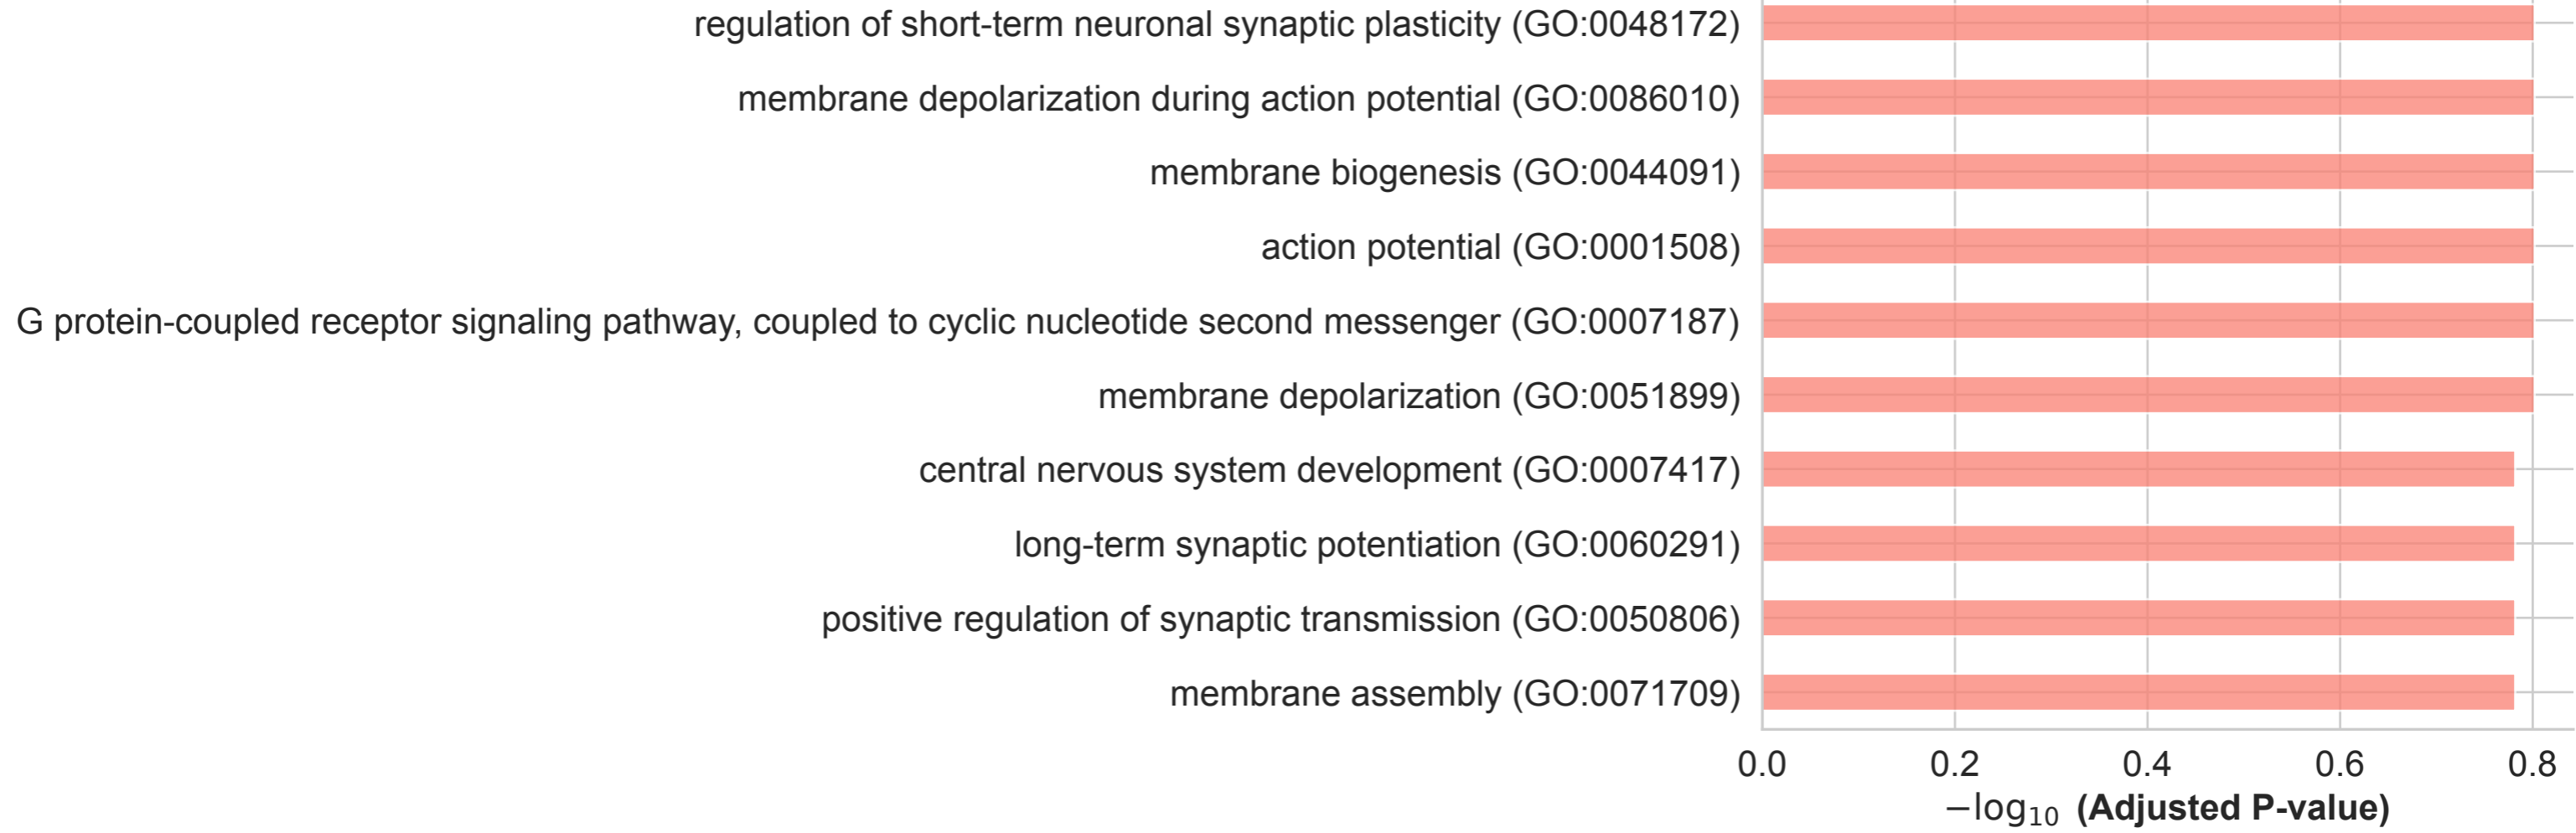 regulation of short-term neuronal synaptic plasticity (GO:0048172)
membrane depolarization during action potential (GO:0086010)
membrane biogenesis (GO:0044091)
action potential (GO:0001508)
G protein-coupled receptor signaling pathway, coupled to cyclic nucleotide second messenger (GO:0007187)
membrane depolarization (GO:0051899)
central nervous system development (GO:0007417)
long-term synaptic potentiation (GO:0060291)
positive regulation of synaptic transmission (GO:0050806)
membrane assembly (GO:0071709)
0.0 0.2 0.4 0.6 0.8
−log₁₀ (Adjusted P-value)